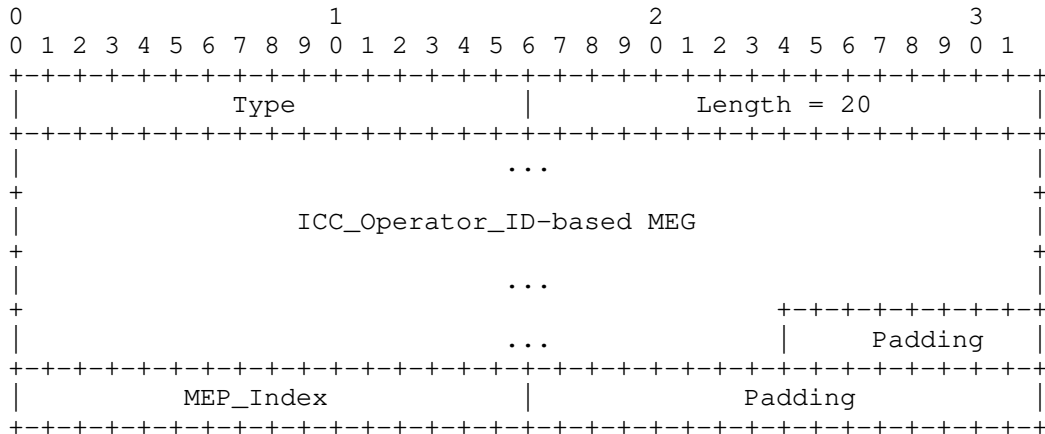 0                   1                   2                   3
0 1 2 3 4 5 6 7 8 9 0 1 2 3 4 5 6 7 8 9 0 1 2 3 4 5 6 7 8 9 0 1
+-+-+-+-+-+-+-+-+-+-+-+-+-+-+-+-+-+-+-+-+-+-+-+-+-+-+-+-+-+-+-+-+
|             Type              |          Length = 20          |
+-+-+-+-+-+-+-+-+-+-+-+-+-+-+-+-+-+-+-+-+-+-+-+-+-+-+-+-+-+-+-+-+
|                              ...                              |
+                                                               +
|                 ICC_Operator_ID-based MEG                     |
+                                                               +
|                              ...                              |
+                                               +-+-+-+-+-+-+-+-+
|                              ...              |    Padding    |
+-+-+-+-+-+-+-+-+-+-+-+-+-+-+-+-+-+-+-+-+-+-+-+-+-+-+-+-+-+-+-+-+
|          MEP_Index            |            Padding            |
+-+-+-+-+-+-+-+-+-+-+-+-+-+-+-+-+-+-+-+-+-+-+-+-+-+-+-+-+-+-+-+-+